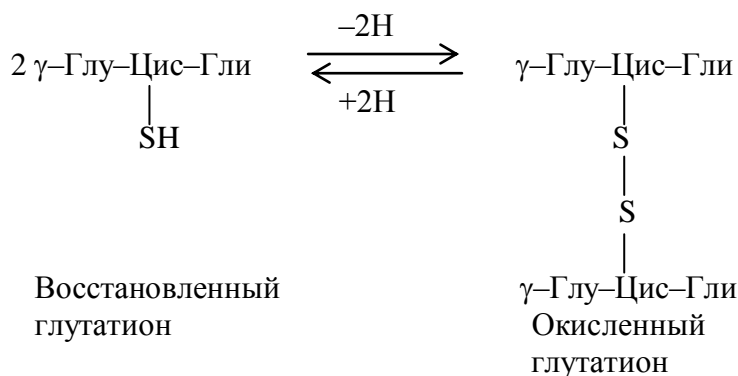 –2H
2 γ–Глу–Цис–Гли
γ–Глу–Цис–Гли
+2H
SH
S
S
Восстановленный
глутатион
γ–Глу–Цис–Гли
Окисленный
глутатион